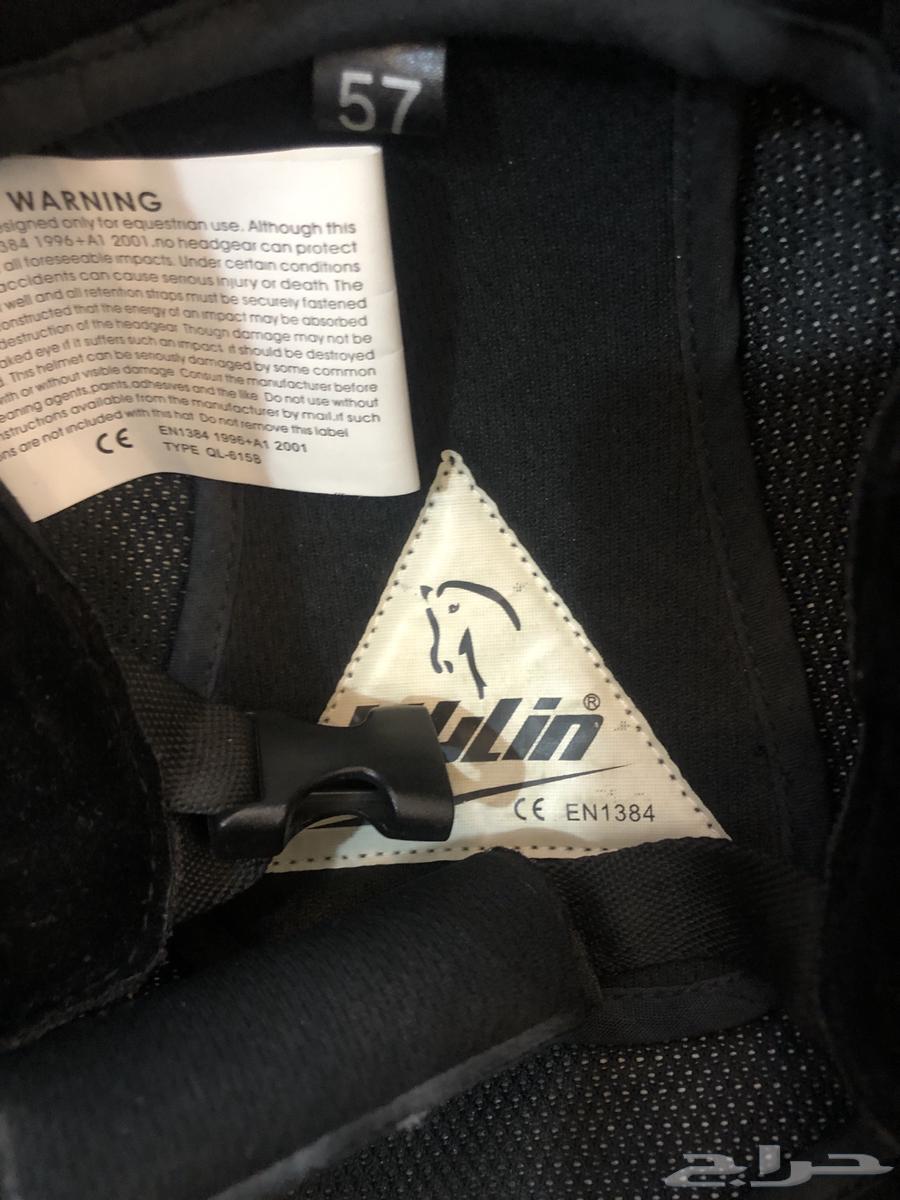 57
WARNING
esigned only for equestrian use. Although this
384 1996+A1 2001.no headgear can protect
all foreseeable impacts. Under certain conditions
accidents can cause serious injury or death The
well and all retention straps must be securely fastened
onstructed that the energy of an impact may be absorbed
destruction of the headgear Though damage may not be
aked eye if it suffers such an impact. it should be destroyed
d. This helmet can be seriously damaged by some common
with or without visible damage Consult the manufacturer before
eaning agents,paints,adhesives and the like Do not use without
nstructions available from the manufacturer by mail.if such
ons are not included with this hat Do not remove this label
CE EN1384 1996+A1 2001
TYPE QL-6158
Lin®
CE EN1384
حراج